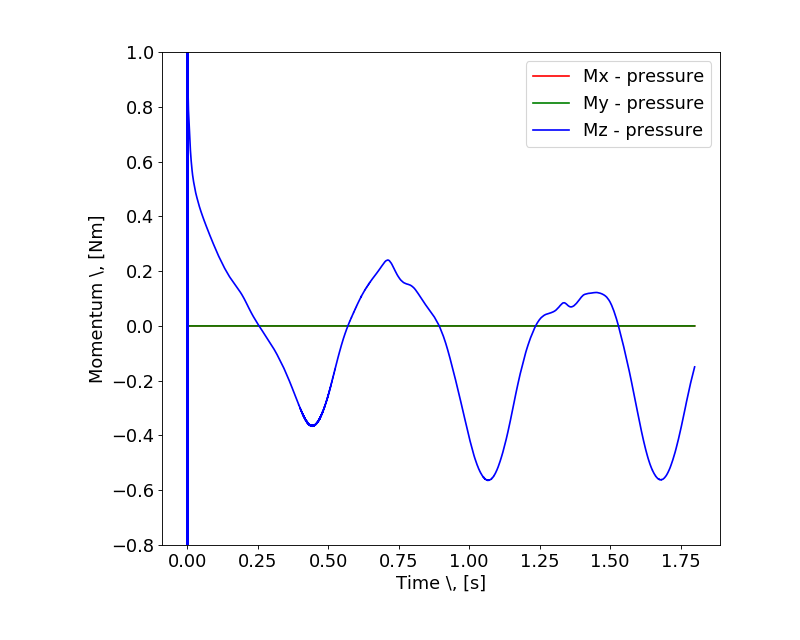 1.0
0.8
0.6
0.4
0.2
0.0
−0.2
−0.4
−0.6
−0.8
Momentum \, [Nm]
Mx - pressure
My - pressure
Mz - pressure
0.00 0.25 0.50 0.75 1.00 1.25 1.50 1.75
Time \, [s]